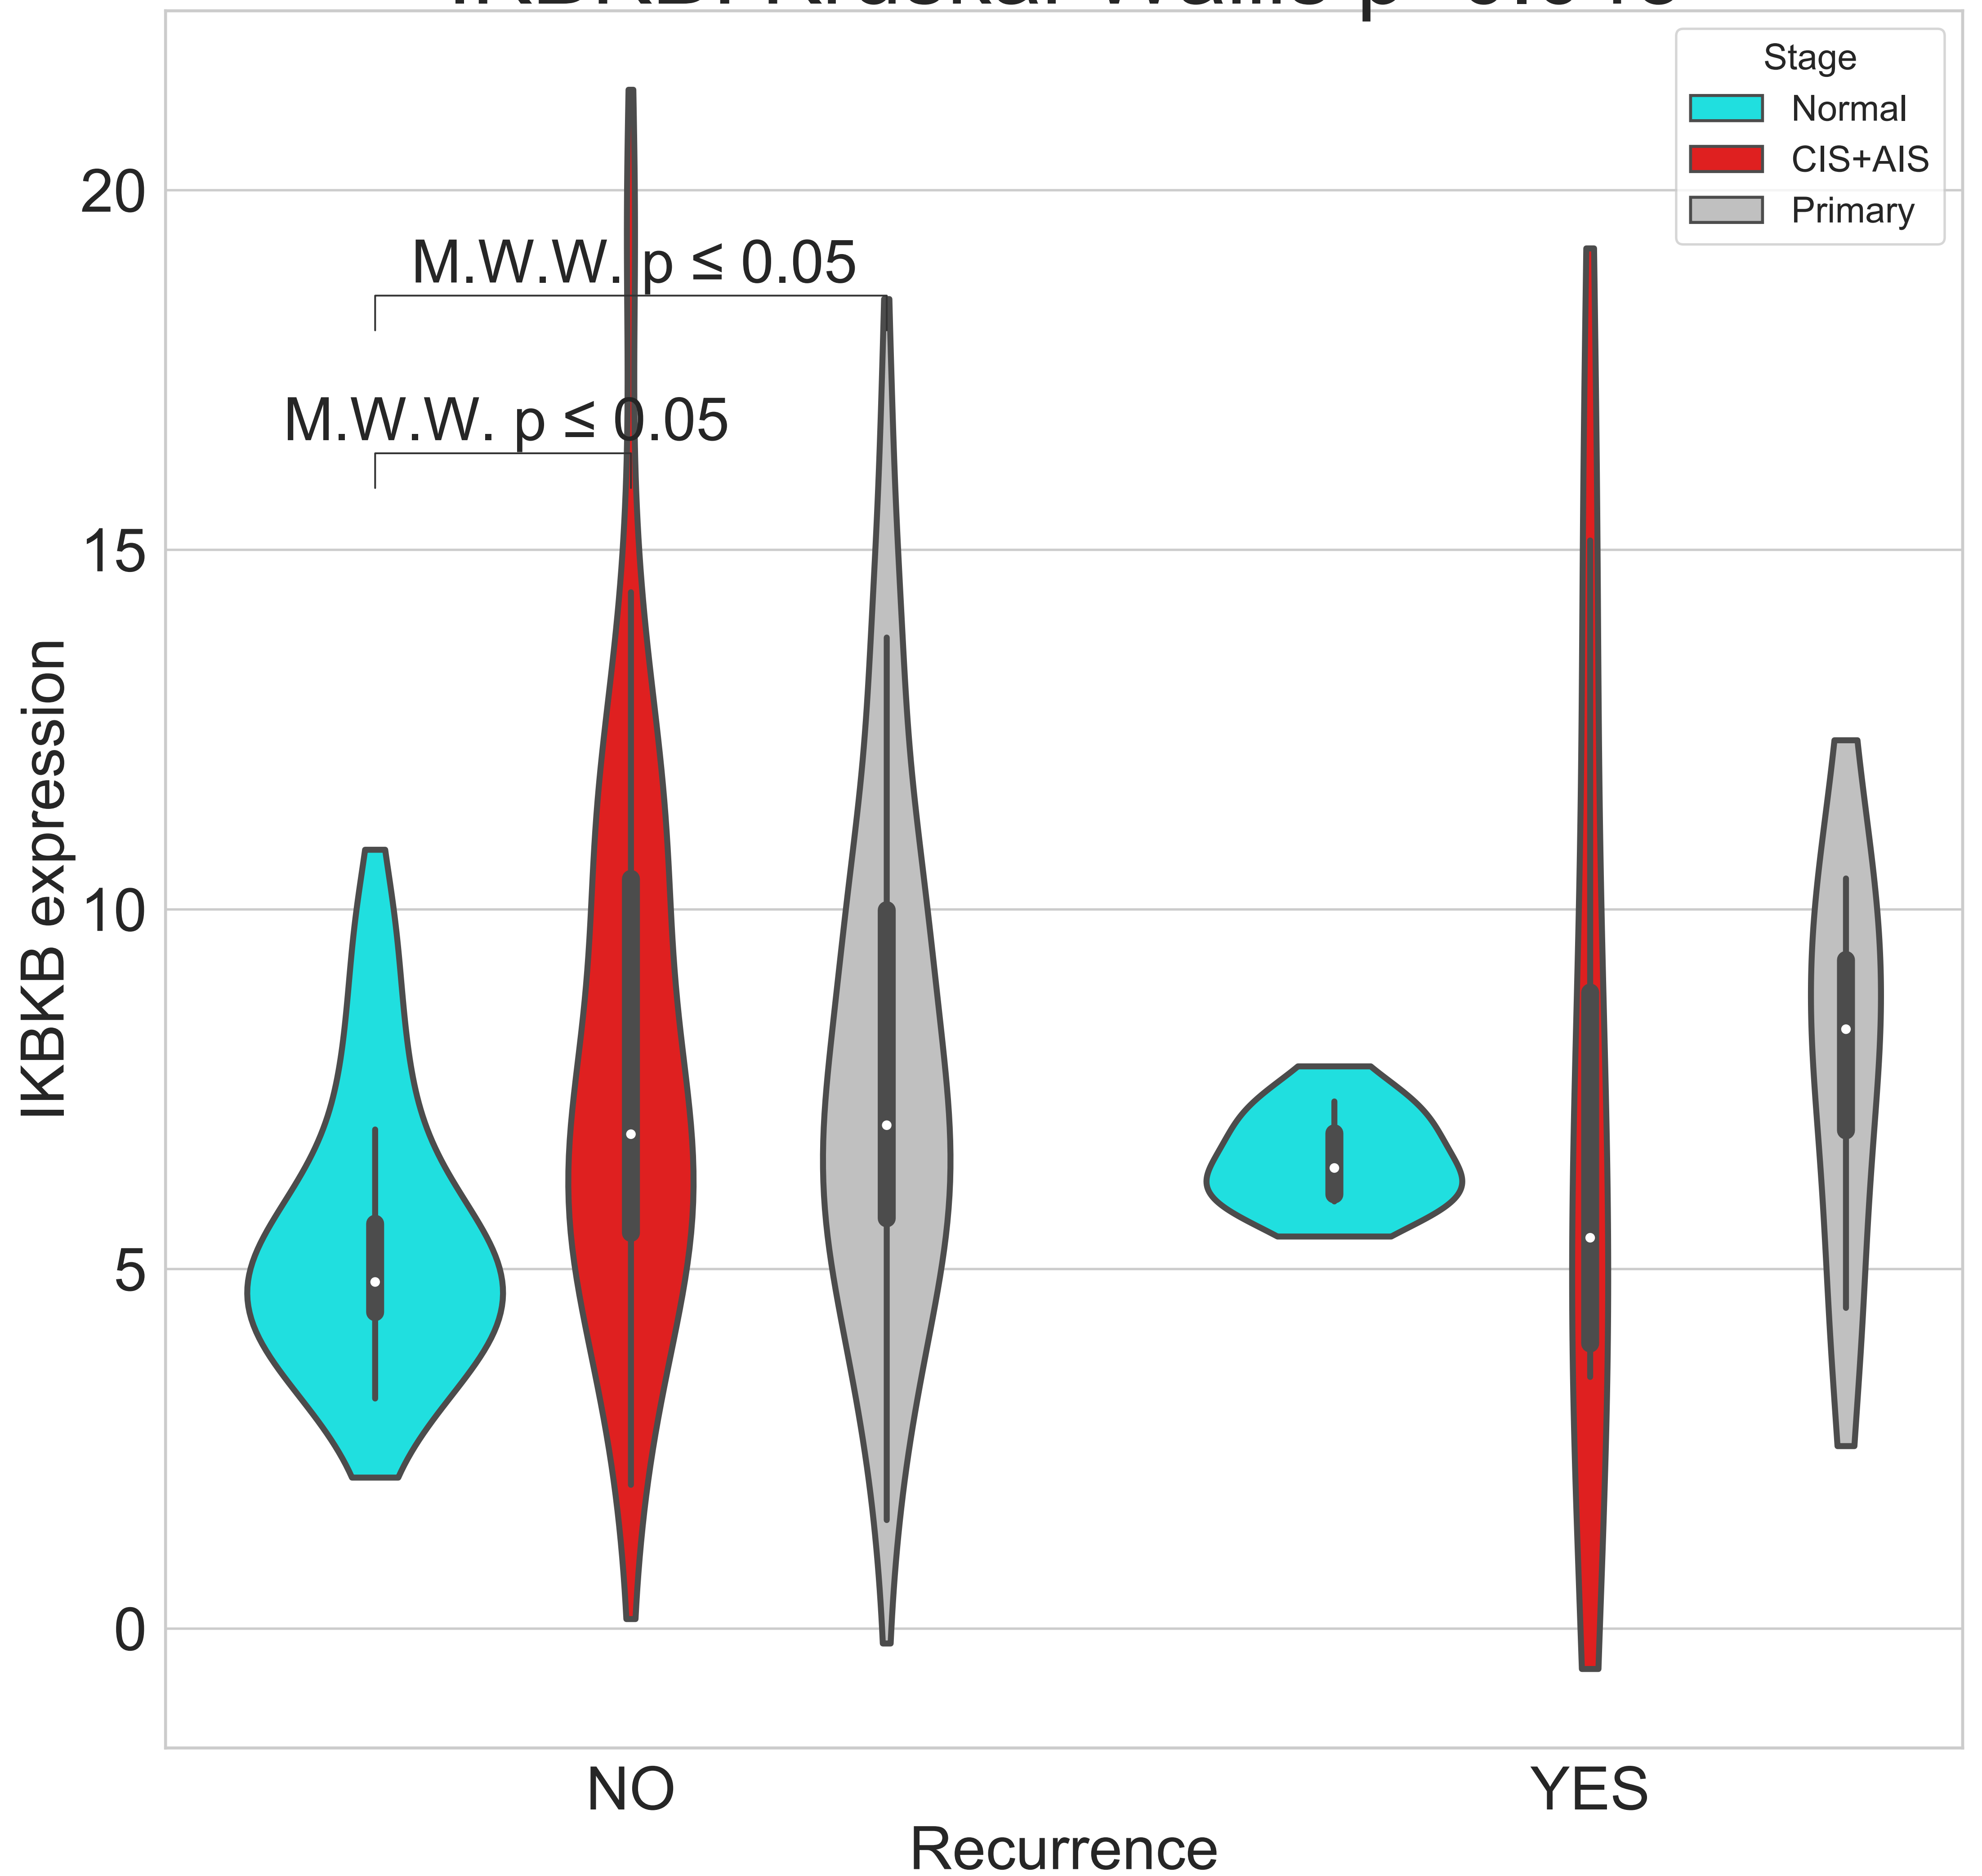 Stage
Normal
CIS+AIS
Primary
20
15
10
5
0
M.W.W. p ≤ 0.05
M.W.W. p ≤ 0.05
IKBKB expression
NO
YES
Recurrence